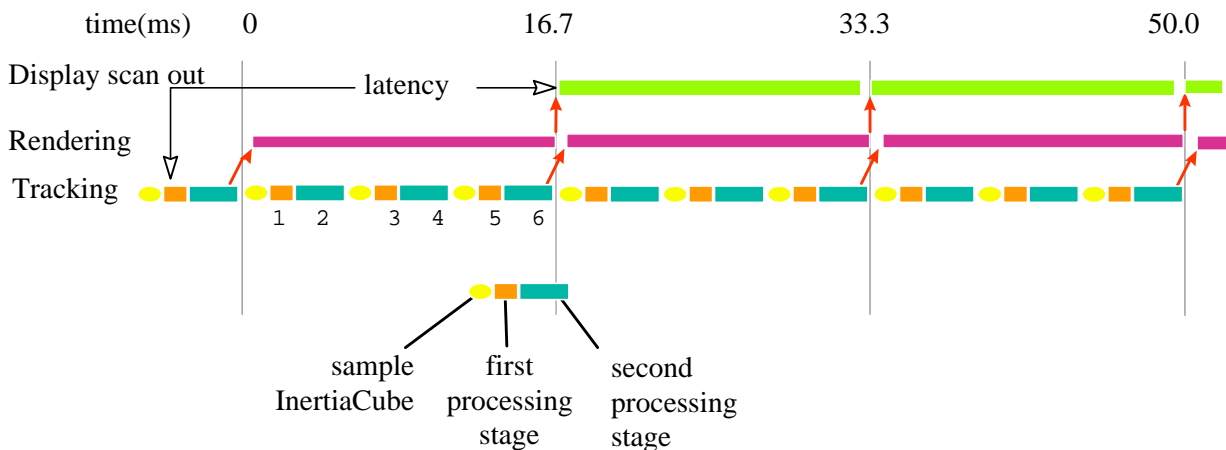 time(ms) 0 16.7 33.3 50.0
Display scan out
latency
Rendering
Tracking
1 2 3 4 5 6
sample
InertiaCube
first
processing
stage
second
processing
stage